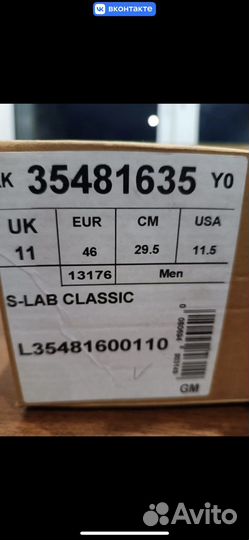 вконтакте
35481635 Y0
UK EUR CM USA
11 46 29.5 11.5
13176 Men
S-LAB CLASSIC
L35481600110
GM
Avito